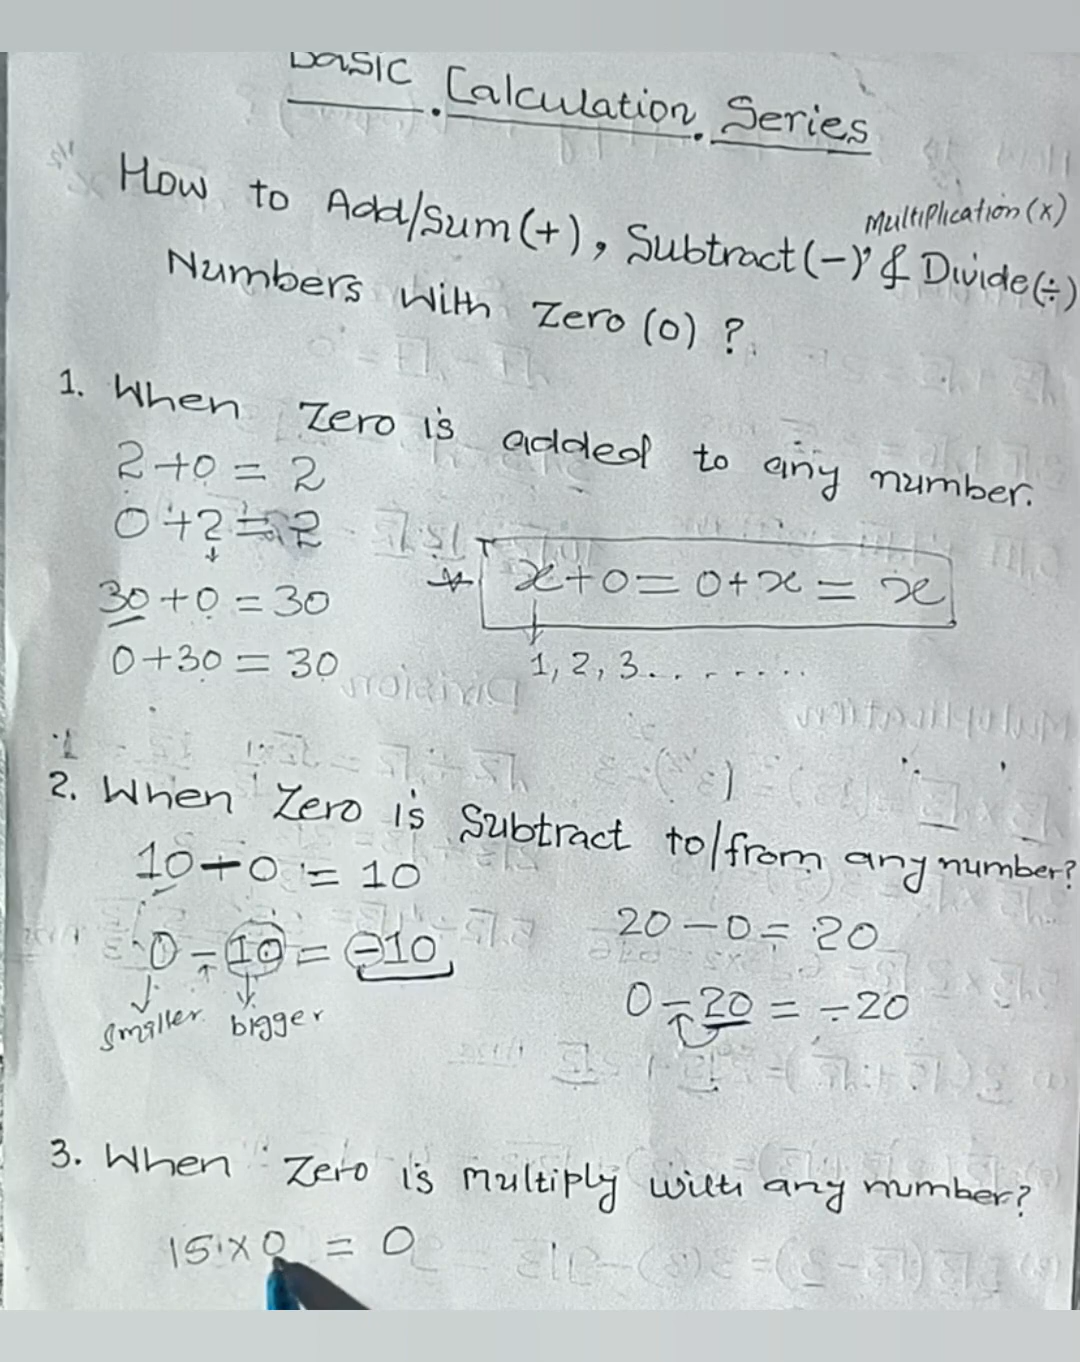 Basic Calculation Series
How to Add/Sum(+), Subtract(-), Multiplication(x) & Divide(÷)
Numbers with Zero (0) ?
1. When Zero is added to any number.
2+0 = 2
0+2=2
30+0=30
x+0=0+x=x
0+30=30
1, 2, 3........
2. When Zero is Subtract to/from any number?
10-0=10
0-10=-10
20-0=20
smaller bigger
0-20=-20
3. When Zero is multiply with any number?
15x0 = 0